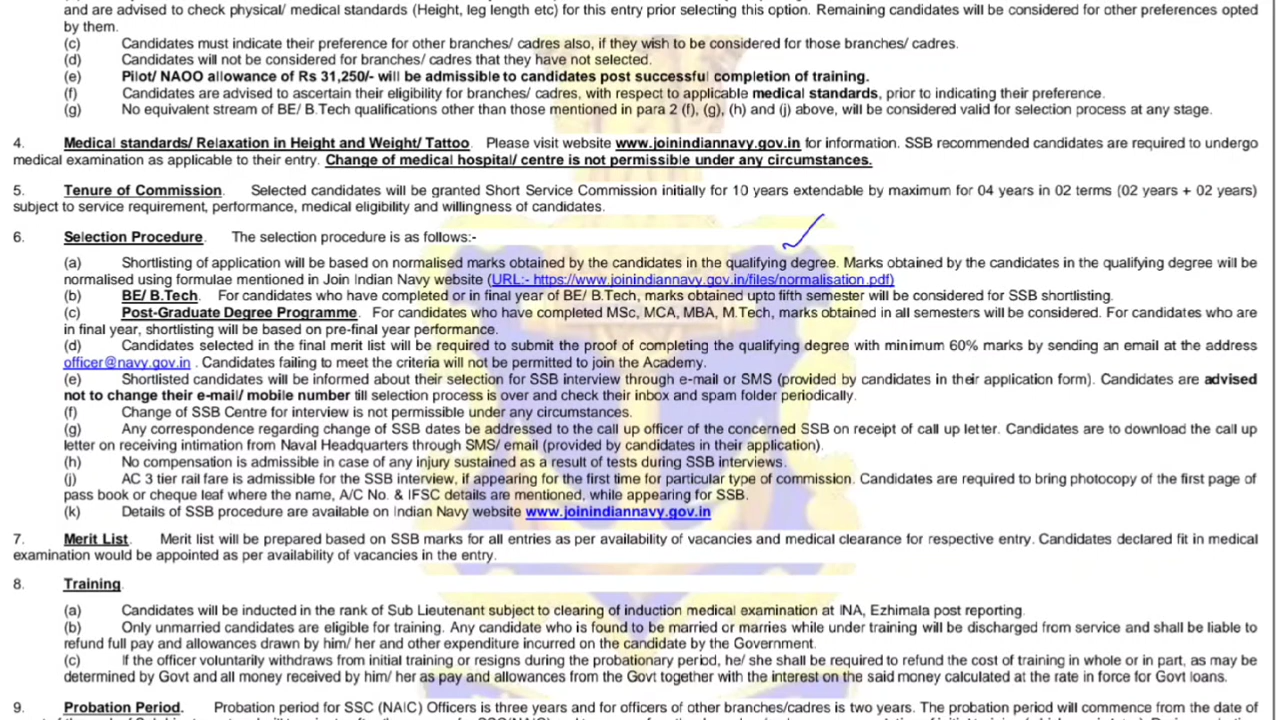 and are advised to check physical/ medical standards (Height, leg length etc) for this entry prior selecting this option. Remaining candidates will be considered for other preferences opted
by them.
(c) Candidates must indicate their preference for other branches/ cadres also, if they wish to be considered for those branches/ cadres.
(d) Candidates will not be considered for branches/ cadres that they have not selected.
(e) Pilot/ NAOO allowance of Rs 31,250/- will be admissible to candidates post successful completion of training.
(f) Candidates are advised to ascertain their eligibility for branches/ cadres, with respect to applicable medical standards, prior to indicating their preference.
(g) No equivalent stream of BE/ B.Tech qualifications other than those mentioned in para 2 (f), (g), (h) and (j) above, will be considered valid for selection process at any stage.
4. Medical standards/ Relaxation in Height and Weight/ Tattoo. Please visit website www.joinindiannavy.gov.in for information. SSB recommended candidates are required to undergo
medical examination as applicable to their entry. Change of medical hospital/ centre is not permissible under any circumstances.
5. Tenure of Commission. Selected candidates will be granted Short Service Commission initially for 10 years extendable by maximum for 04 years in 02 terms (02 years + 02 years)
subject to service requirement, performance, medical eligibility and willingness of candidates.
6. Selection Procedure. The selection procedure is as follows:-
(a) Shortlisting of application will be based on normalised marks obtained by the candidates in the qualifying degree. Marks obtained by the candidates in the qualifying degree will be
normalised using formulae mentioned in Join Indian Navy website (URL:- https://www.joinindiannavy.gov.in/files/normalisation.pdf)
(b) BE/ B.Tech. For candidates who have completed or in final year of BE/ B.Tech, marks obtained upto fifth semester will be considered for SSB shortlisting.
(c) Post-Graduate Degree Programme. For candidates who have completed MSc, MCA, MBA, M.Tech, marks obtained in all semesters will be considered. For candidates who are
in final year, shortlisting will be based on pre-final year performance.
(d) Candidates selected in the final merit list will be required to submit the proof of completing the qualifying degree with minimum 60% marks by sending an email at the address
officer@navy.gov.in . Candidates failing to meet the criteria will not be permitted to join the Academy.
(e) Shortlisted candidates will be informed about their selection for SSB interview through e-mail or SMS (provided by candidates in their application form). Candidates are advised
not to change their e-mail/ mobile number till selection process is over and check their inbox and spam folder periodically.
(f) Change of SSB Centre for interview is not permissible under any circumstances.
(g) Any correspondence regarding change of SSB dates be addressed to the call up officer of the concerned SSB on receipt of call up letter. Candidates are to download the call up
letter on receiving intimation from Naval Headquarters through SMS/ email (provided by candidates in their application).
(h) No compensation is admissible in case of any injury sustained as a result of tests during SSB interviews.
(j) AC 3 tier rail fare is admissible for the SSB interview, if appearing for the first time for particular type of commission. Candidates are required to bring photocopy of the first page of
pass book or cheque leaf where the name, A/C No. & IFSC details are mentioned, while appearing for SSB.
(k) Details of SSB procedure are available on Indian Navy website www.joinindiannavy.gov.in
7. Merit List. Merit list will be prepared based on SSB marks for all entries as per availability of vacancies and medical clearance for respective entry. Candidates declared fit in medical
examination would be appointed as per availability of vacancies in the entry.
8. Training.
(a) Candidates will be inducted in the rank of Sub Lieutenant subject to clearing of induction medical examination at INA, Ezhimala post reporting.
(b) Only unmarried candidates are eligible for training. Any candidate who is found to be married or marries while under training will be discharged from service and shall be liable to
refund full pay and allowances drawn by him/ her and other expenditure incurred on the candidate by the Government.
(c) If the officer voluntarily withdraws from initial training or resigns during the probationary period, he/ she shall be required to refund the cost of training in whole or in part, as may be
determined by Govt and all money received by him/ her as pay and allowances from the Govt together with the interest on the said money calculated at the rate in force for Govt loans.
9. Probation Period. Probation period for SSC (NAIC) Officers is three years and for officers of other branches/cadres is two years. The probation period will commence from the date of